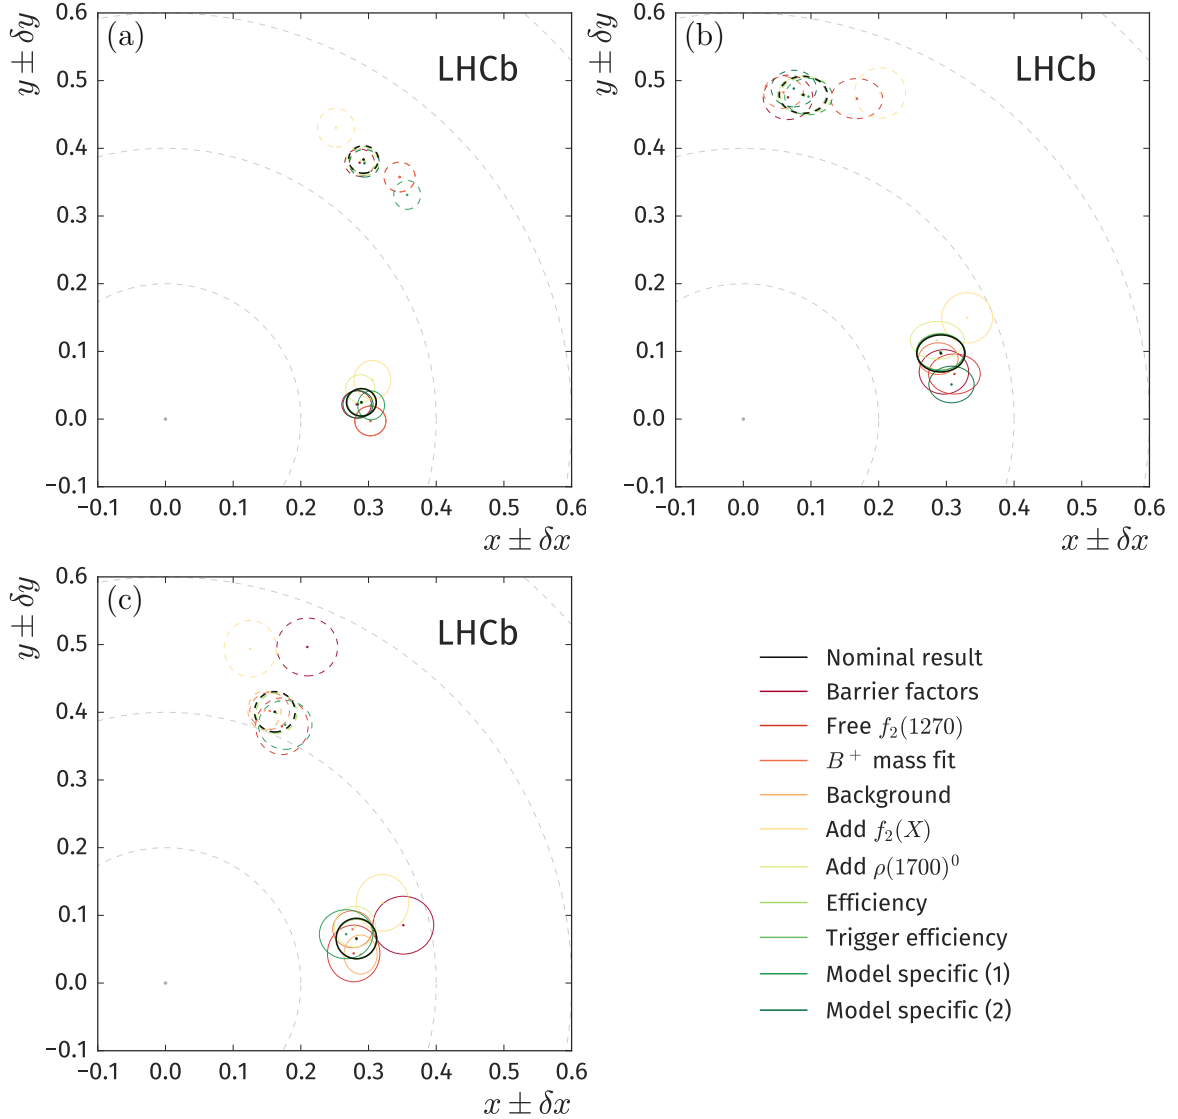 (a)
LHCb
y ± δy
0.6
0.5
0.4
0.3
0.2
0.1
0.0
−0.1
−0.1 0.0 0.1 0.2 0.3 0.4 0.5 0.6
x ± δx
(b)
LHCb
y ± δy
0.6
0.5
0.4
0.3
0.2
0.1
0.0
−0.1
−0.1 0.0 0.1 0.2 0.3 0.4 0.5 0.6
x ± δx
(c)
LHCb
y ± δy
0.6
0.5
0.4
0.3
0.2
0.1
0.0
−0.1
−0.1 0.0 0.1 0.2 0.3 0.4 0.5 0.6
x ± δx
Nominal result
Barrier factors
Free f₂(1270)
B⁺ mass fit
Background
Add f₂(X)
Add ρ(1700)⁰
Efficiency
Trigger efficiency
Model specific (1)
Model specific (2)